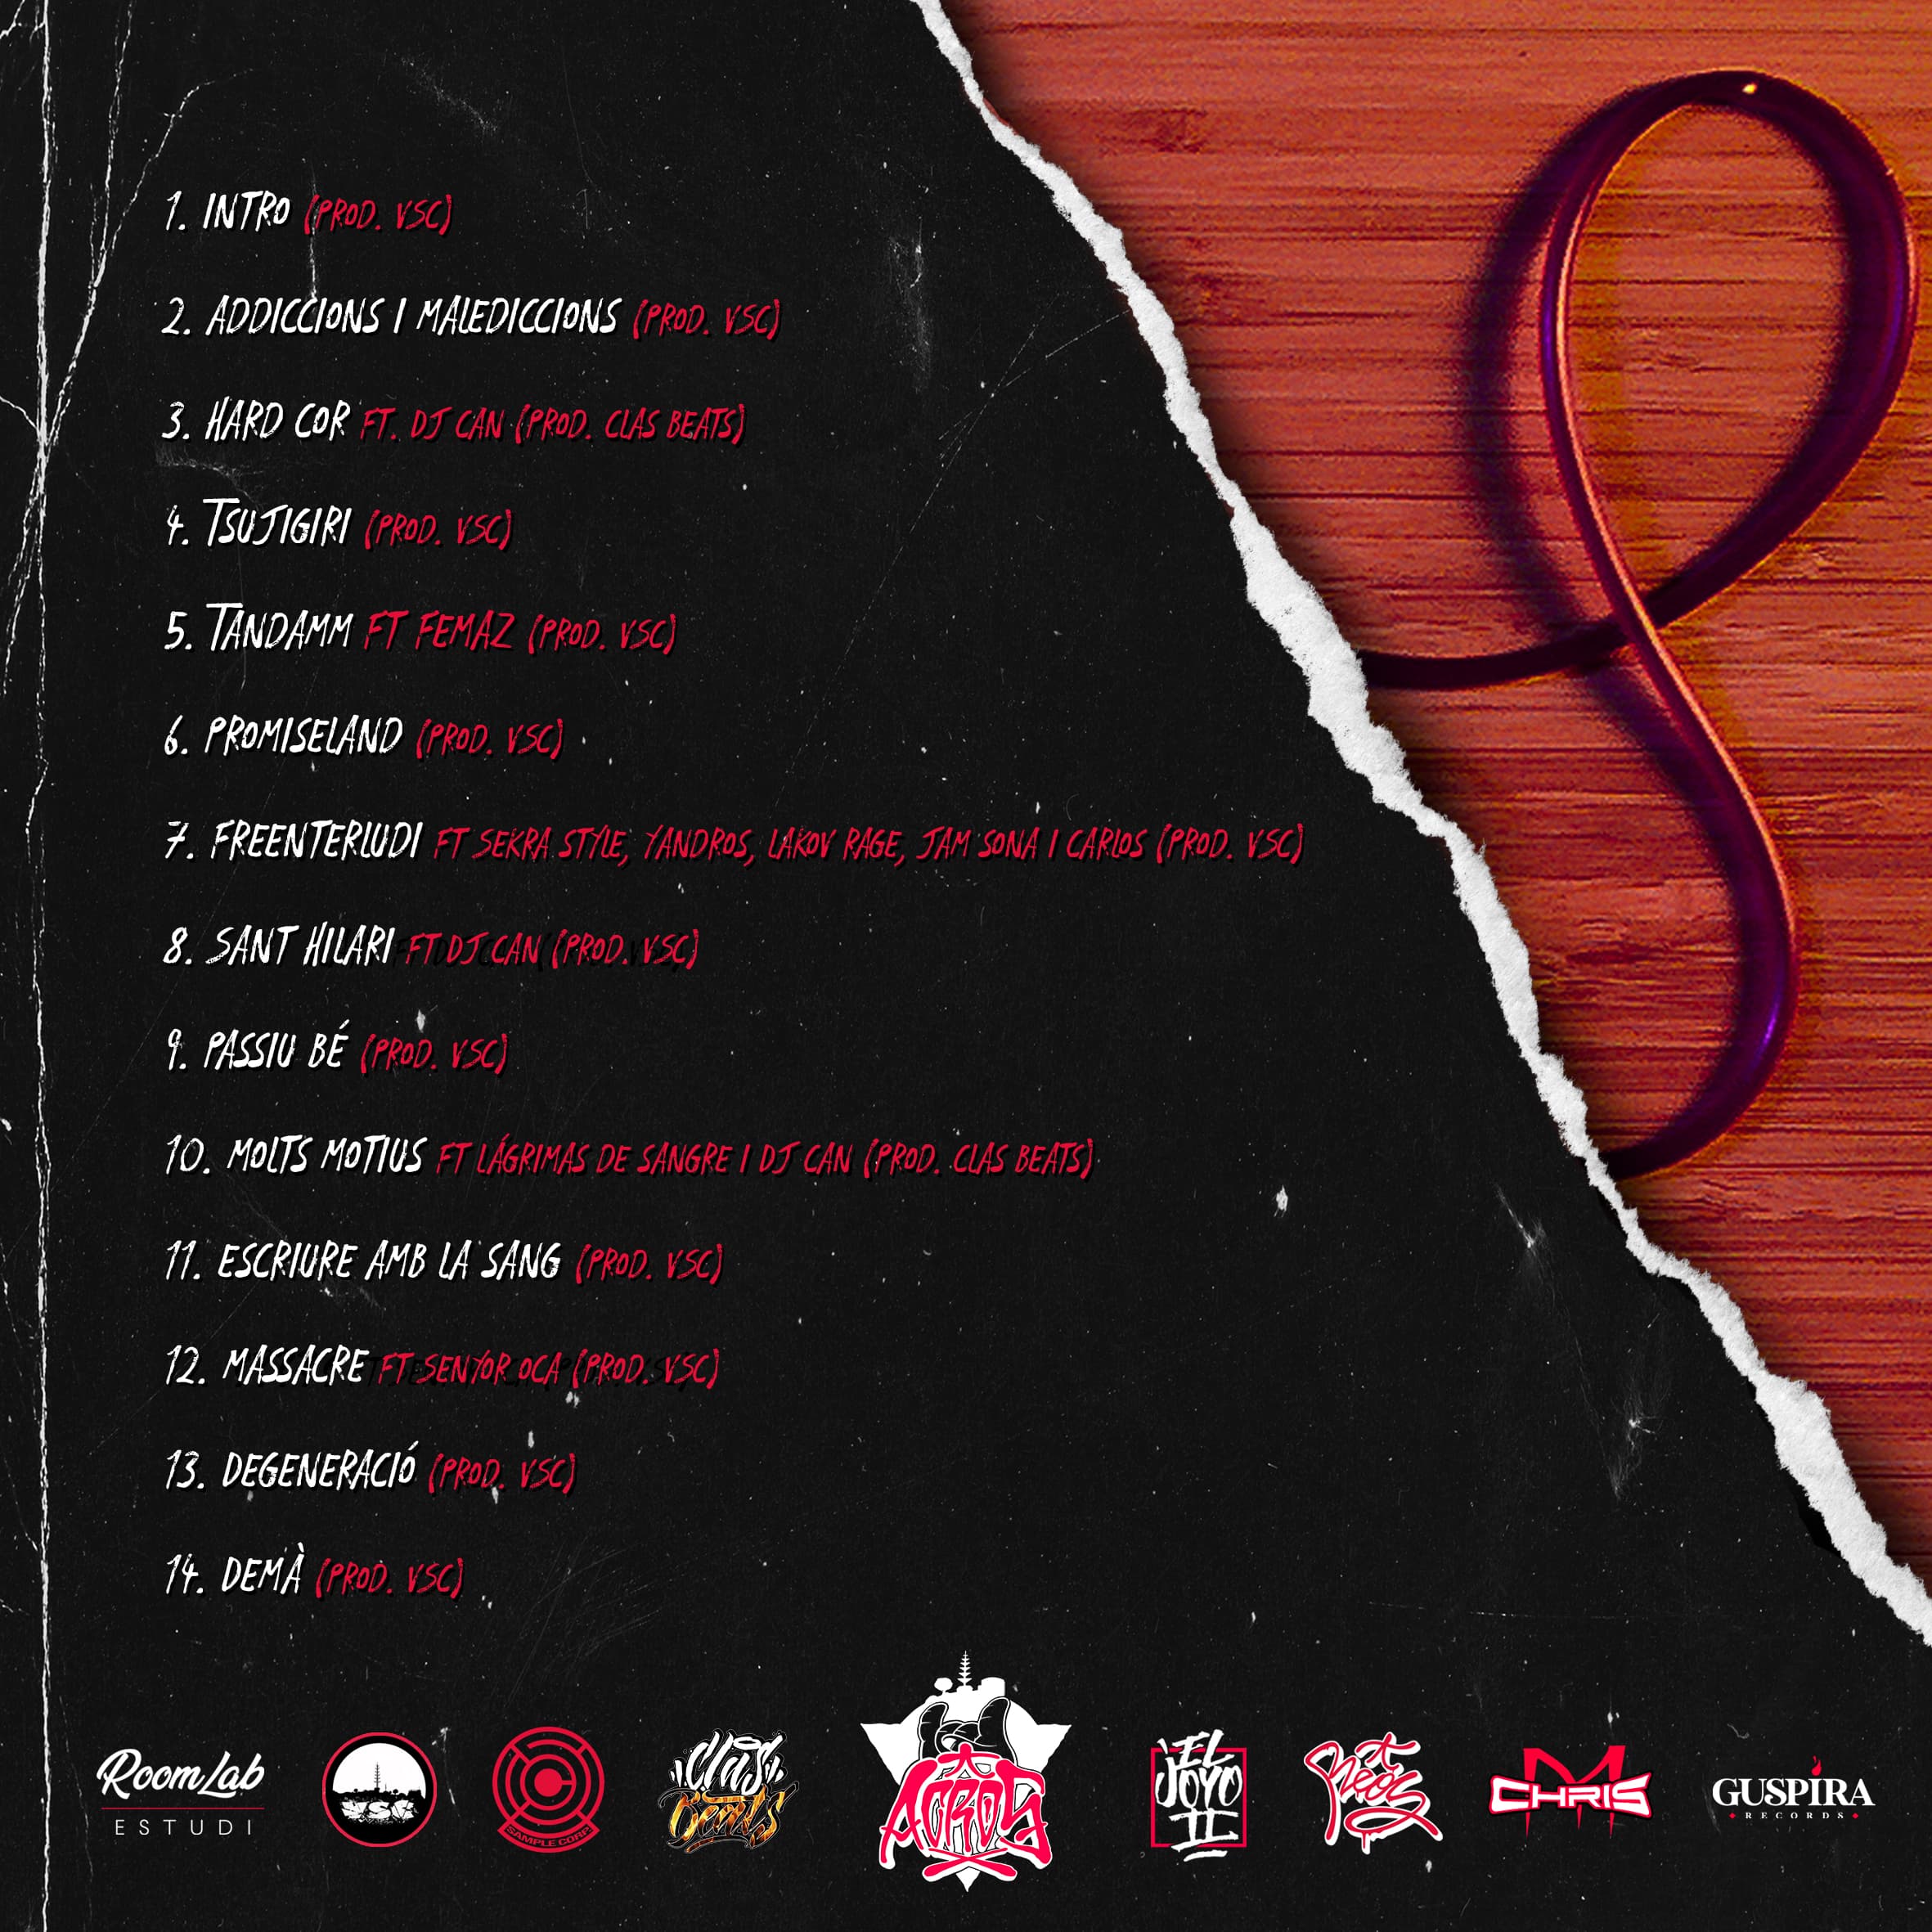 1. INTRO (PROD. VSC)
2. ADDICCIONS I MALEDICCIONS (PROD. VSC)
3. HARD COR FT. DJ CAN (PROD. CLAS BEATS)
4. TSUJIGIRI (PROD. VSC)
5. TANDAMM FT FEMAZ (PROD. VSC)
6. PROMISELAND (PROD. VSC)
7. FREENTERLUDI FT SEKRA STYLE, YANDROS, LAKOV RAGE, JAM SONA I CARLOS (PROD. VSC)
8. SANT HILARI FT DJ CAN (PROD. VSC)
9. PASSIU BÉ (PROD. VSC)
10. MOLTS MOTIUS FT LÁGRIMAS DE SANGRE I DJ CAN (PROD. CLAS BEATS)
11. ESCRIURE AMB LA SANG (PROD. VSC)
12. MASSACRE FT SENYOR OCA (PROD. VSC)
13. DEGENERACIÓ (PROD. VSC)
14. DEMÀ (PROD. VSC)
RoomLab
ESTUDI
VSC
SAMPLE CORP.
Clas
Beats
ACROS
EL
JOYO
II
M
CHRIS
GUSPIRA
RECORDS